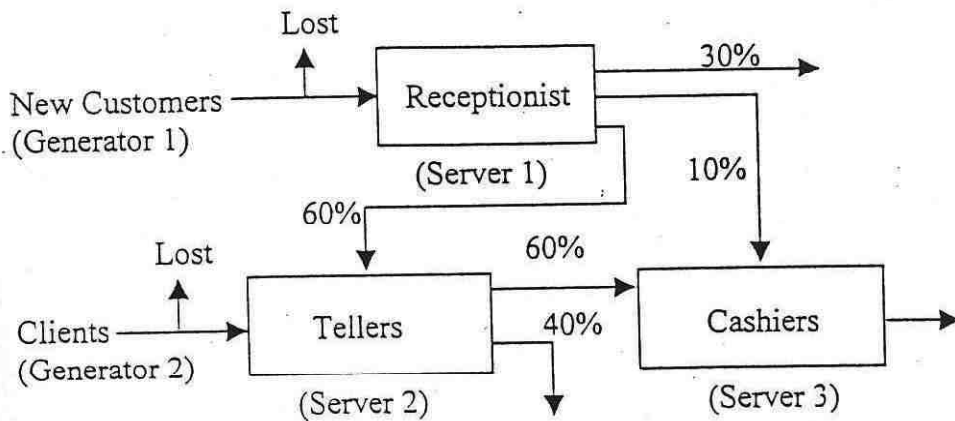 Lost
30%
New Customers
(Generator 1)
Receptionist
(Server 1)
10%
60%
Lost
60%
Clients
(Generator 2)
Tellers
40%
Cashiers
(Server 2)
(Server 3)